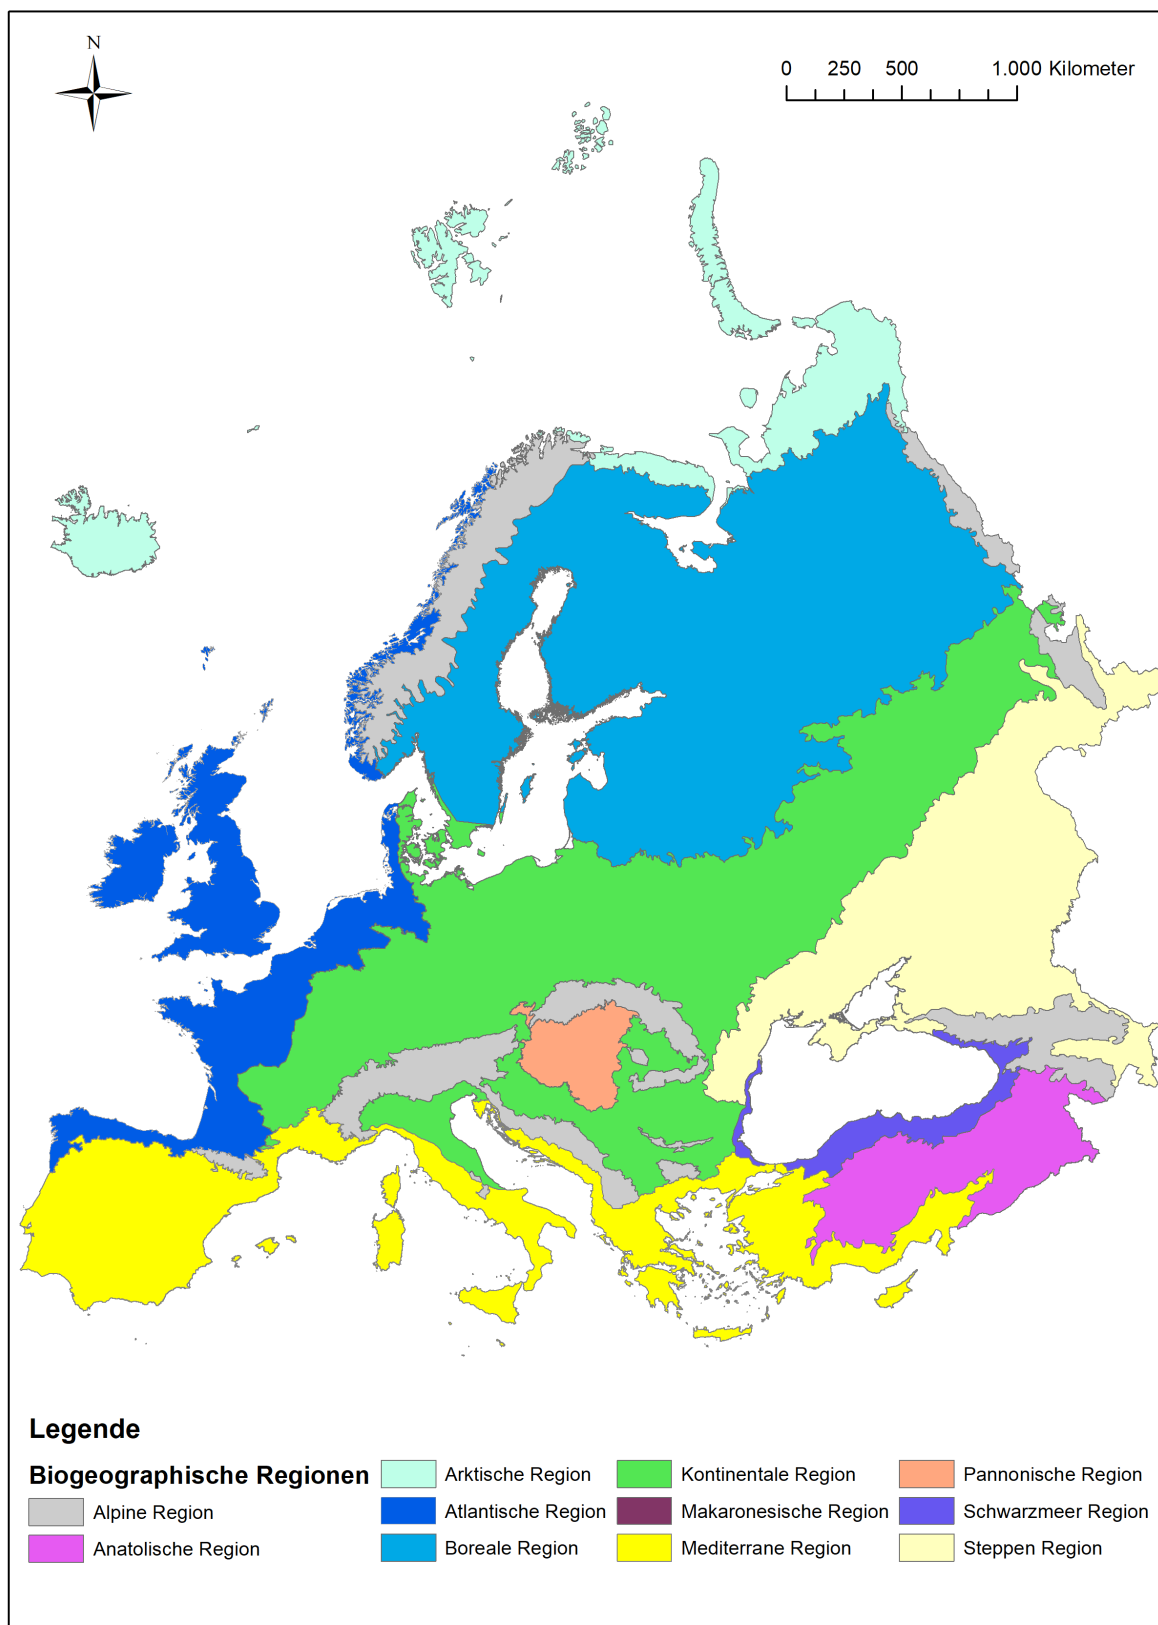 N
0 250 500 1.000 Kilometer
Legende
Biogeographische Regionen
Alpine Region
Anatolische Region
Arktische Region
Atlantische Region
Boreale Region
Kontinentale Region
Makaronesische Region
Mediterrane Region
Pannonische Region
Schwarzmeer Region
Steppen Region